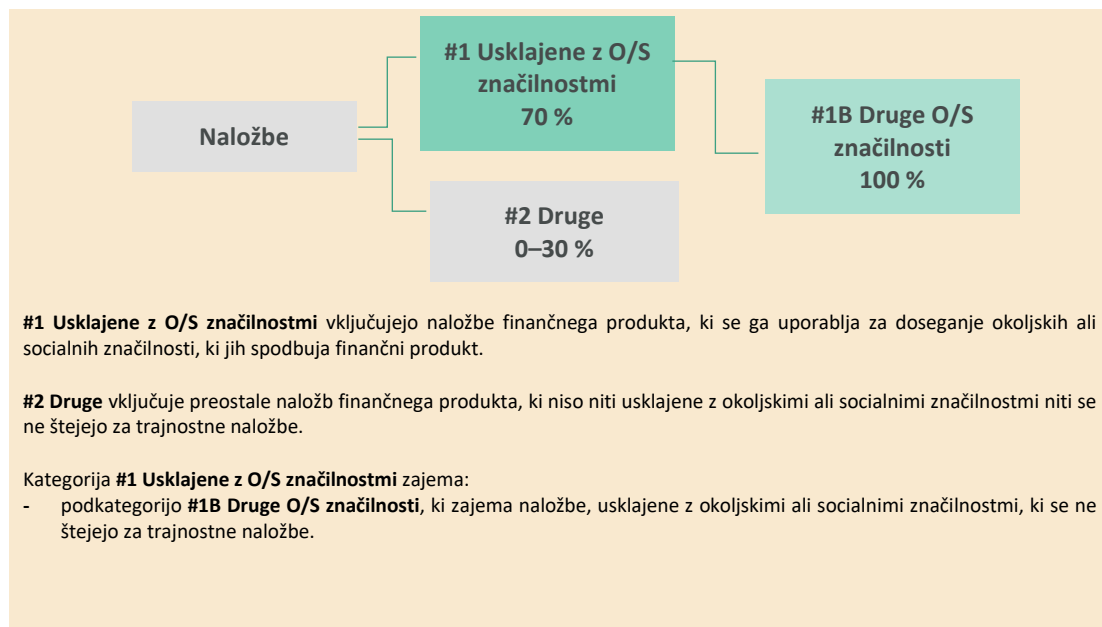 #1 Usklajene z O/S
značilnostmi
70 %
Naložbe
#1B Druge O/S
značilnosti
100 %
#2 Druge
0–30 %
#1 Usklajene z O/S značilnostmi vključujejo naložbe finančnega produkta, ki se ga uporablja za doseganje okoljskih ali
socialnih značilnosti, ki jih spodbuja finančni produkt.
#2 Druge vključuje preostale naložb finančnega produkta, ki niso niti usklajene z okoljskimi ali socialnimi značilnostmi niti se
ne štejejo za trajnostne naložbe.
Kategorija #1 Usklajene z O/S značilnostmi zajema:
- podkategorijo #1B Druge O/S značilnosti, ki zajema naložbe, usklajene z okoljskimi ali socialnimi značilnostmi, ki se ne
štejejo za trajnostne naložbe.